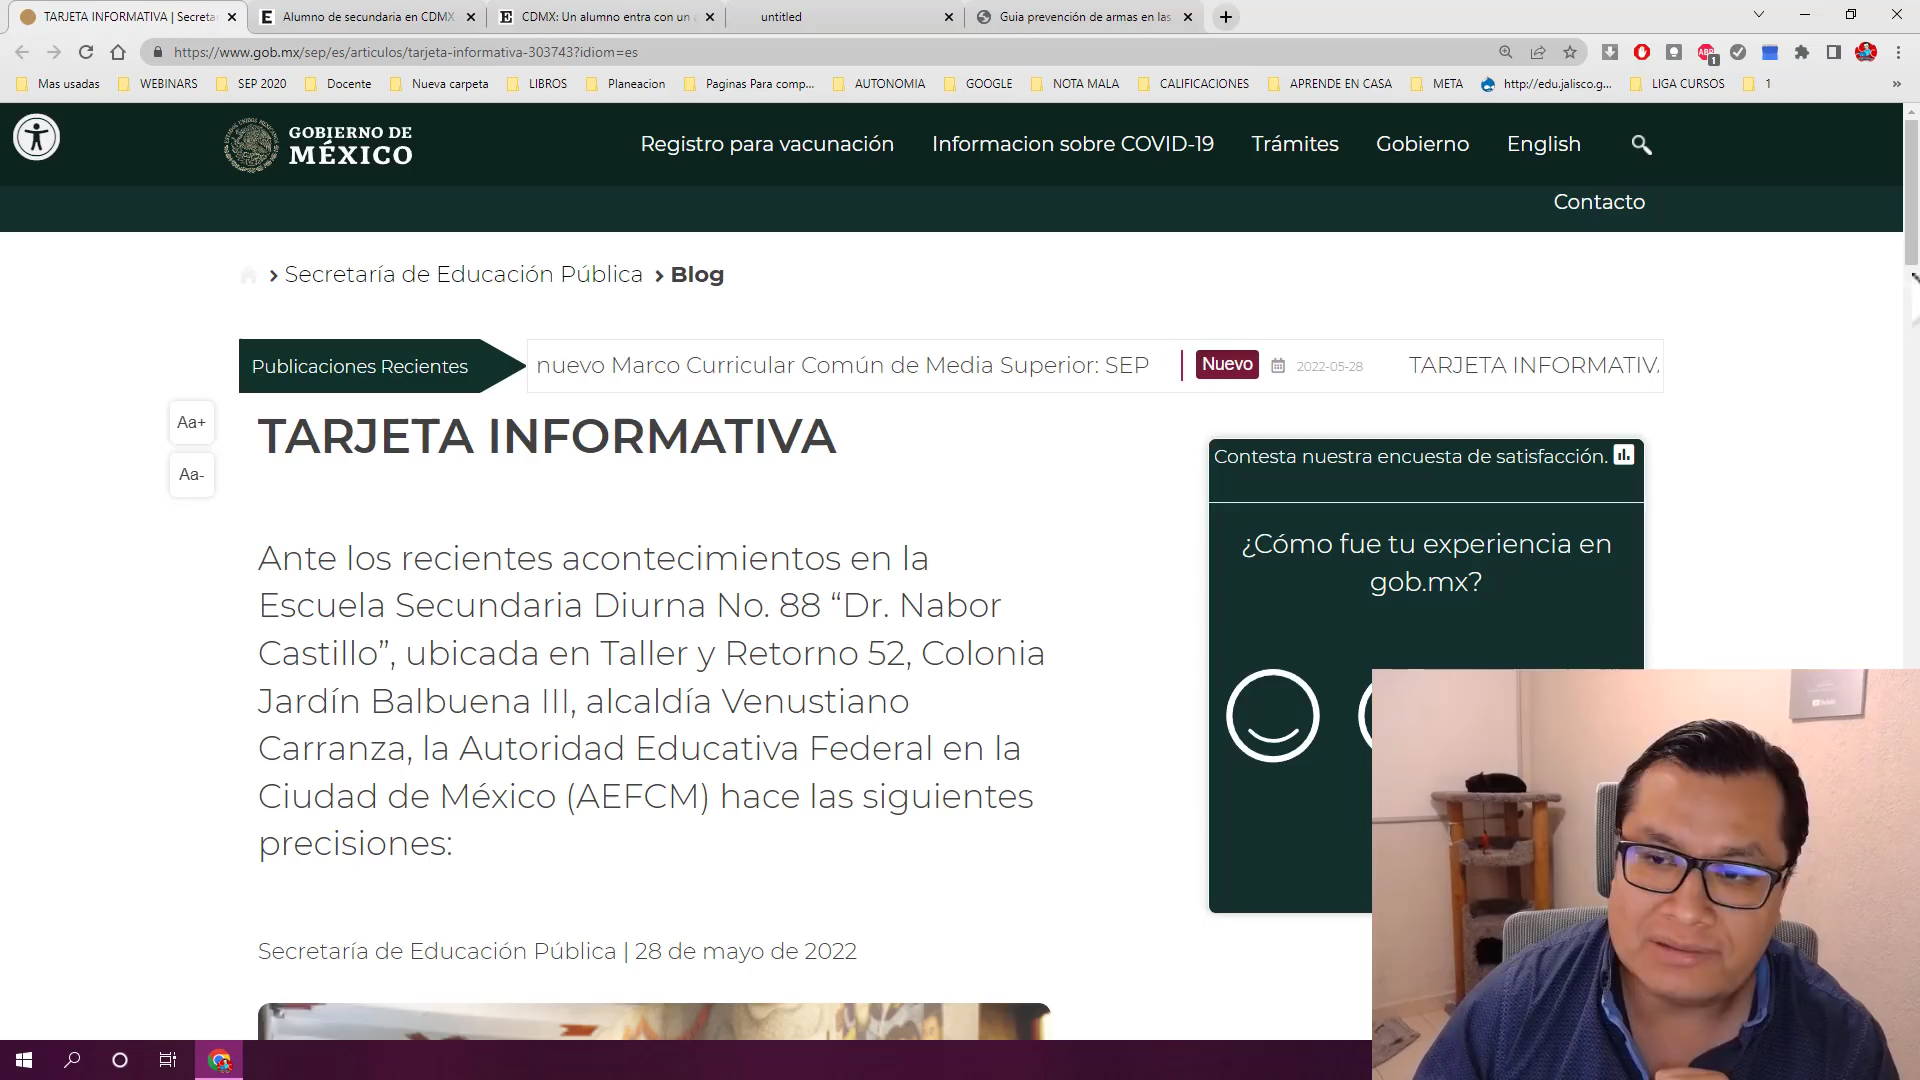 TARJETA INFORMATIVA | Secreta
Alumno de secundaria en CDMX
CDMX: Un alumno entra con un
untitled
Guia prevención de armas en las
https://www.gob.mx/sep/es/articulos/tarjeta-informativa-303743?idiom=es
Mas usadas
WEBINARS
SEP 2020
Docente
Nueva carpeta
LIBROS
Planeacion
Paginas Para comp...
AUTONOMIA
GOOGLE
NOTA MALA
CALIFICACIONES
APRENDE EN CASA
META
http://edu.jalisco.g...
LIGA CURSOS
1
GOBIERNO DE
MÉXICO
Registro para vacunación
Informacion sobre COVID-19
Trámites
Gobierno
English
Contacto
Secretaría de Educación Pública
Blog
Publicaciones Recientes
nuevo Marco Curricular Común de Media Superior: SEP
Nuevo
2022-05-28
TARJETA INFORMATIV
Aa+
Aa-
TARJETA INFORMATIVA
Ante los recientes acontecimientos en la
Escuela Secundaria Diurna No. 88 “Dr. Nabor
Castillo”, ubicada en Taller y Retorno 52, Colonia
Jardín Balbuena III, alcaldía Venustiano
Carranza, la Autoridad Educativa Federal en la
Ciudad de México (AEFCM) hace las siguientes
precisiones:
Secretaría de Educación Pública | 28 de mayo de 2022
Contesta nuestra encuesta de satisfacción.
¿Cómo fue tu experiencia en
gob.mx?